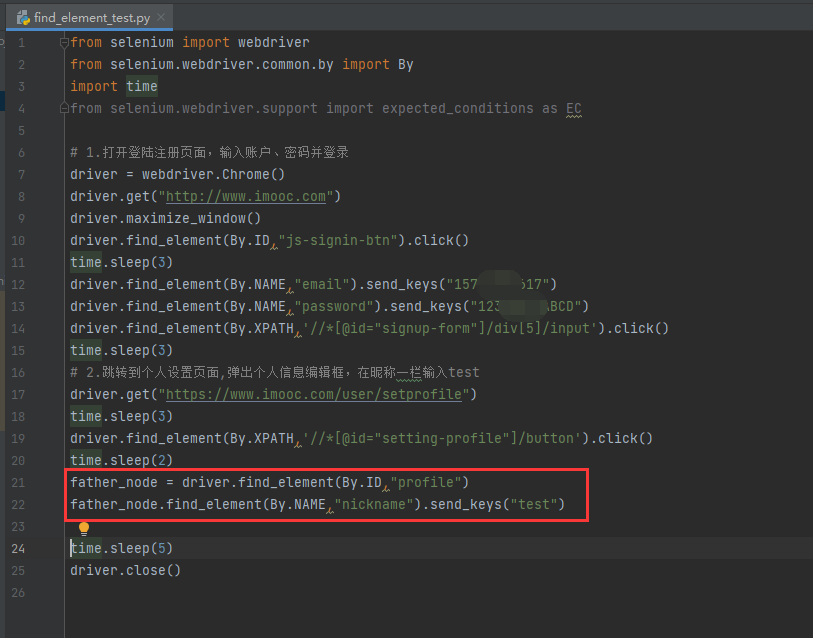 find_element_test.py
1 from selenium import webdriver
2 from selenium.webdriver.common.by import By
3 import time
4 from selenium.webdriver.support import expected_conditions as EC
5
6 # 1.打开登陆注册页面，输入账户、密码并登录
7 driver = webdriver.Chrome()
8 driver.get("http://www.imooc.com")
9 driver.maximize_window()
10 driver.find_element(By.ID,"js-signin-btn").click()
11 time.sleep(3)
12 driver.find_element(By.NAME,"email").send_keys("157 617")
13 driver.find_element(By.NAME,"password").send_keys("123 ABCD")
14 driver.find_element(By.XPATH,'//*[@id="signup-form"]/div[5]/input').click()
15 time.sleep(3)
16 # 2.跳转到个人设置页面,弹出个人信息编辑框，在昵称一栏输入test
17 driver.get("https://www.imooc.com/user/setprofile")
18 time.sleep(3)
19 driver.find_element(By.XPATH,'//*[@id="setting-profile"]/button').click()
20 time.sleep(2)
21 father_node = driver.find_element(By.ID,"profile")
22 father_node.find_element(By.NAME,"nickname").send_keys("test")
23
24 time.sleep(5)
25 driver.close()
26